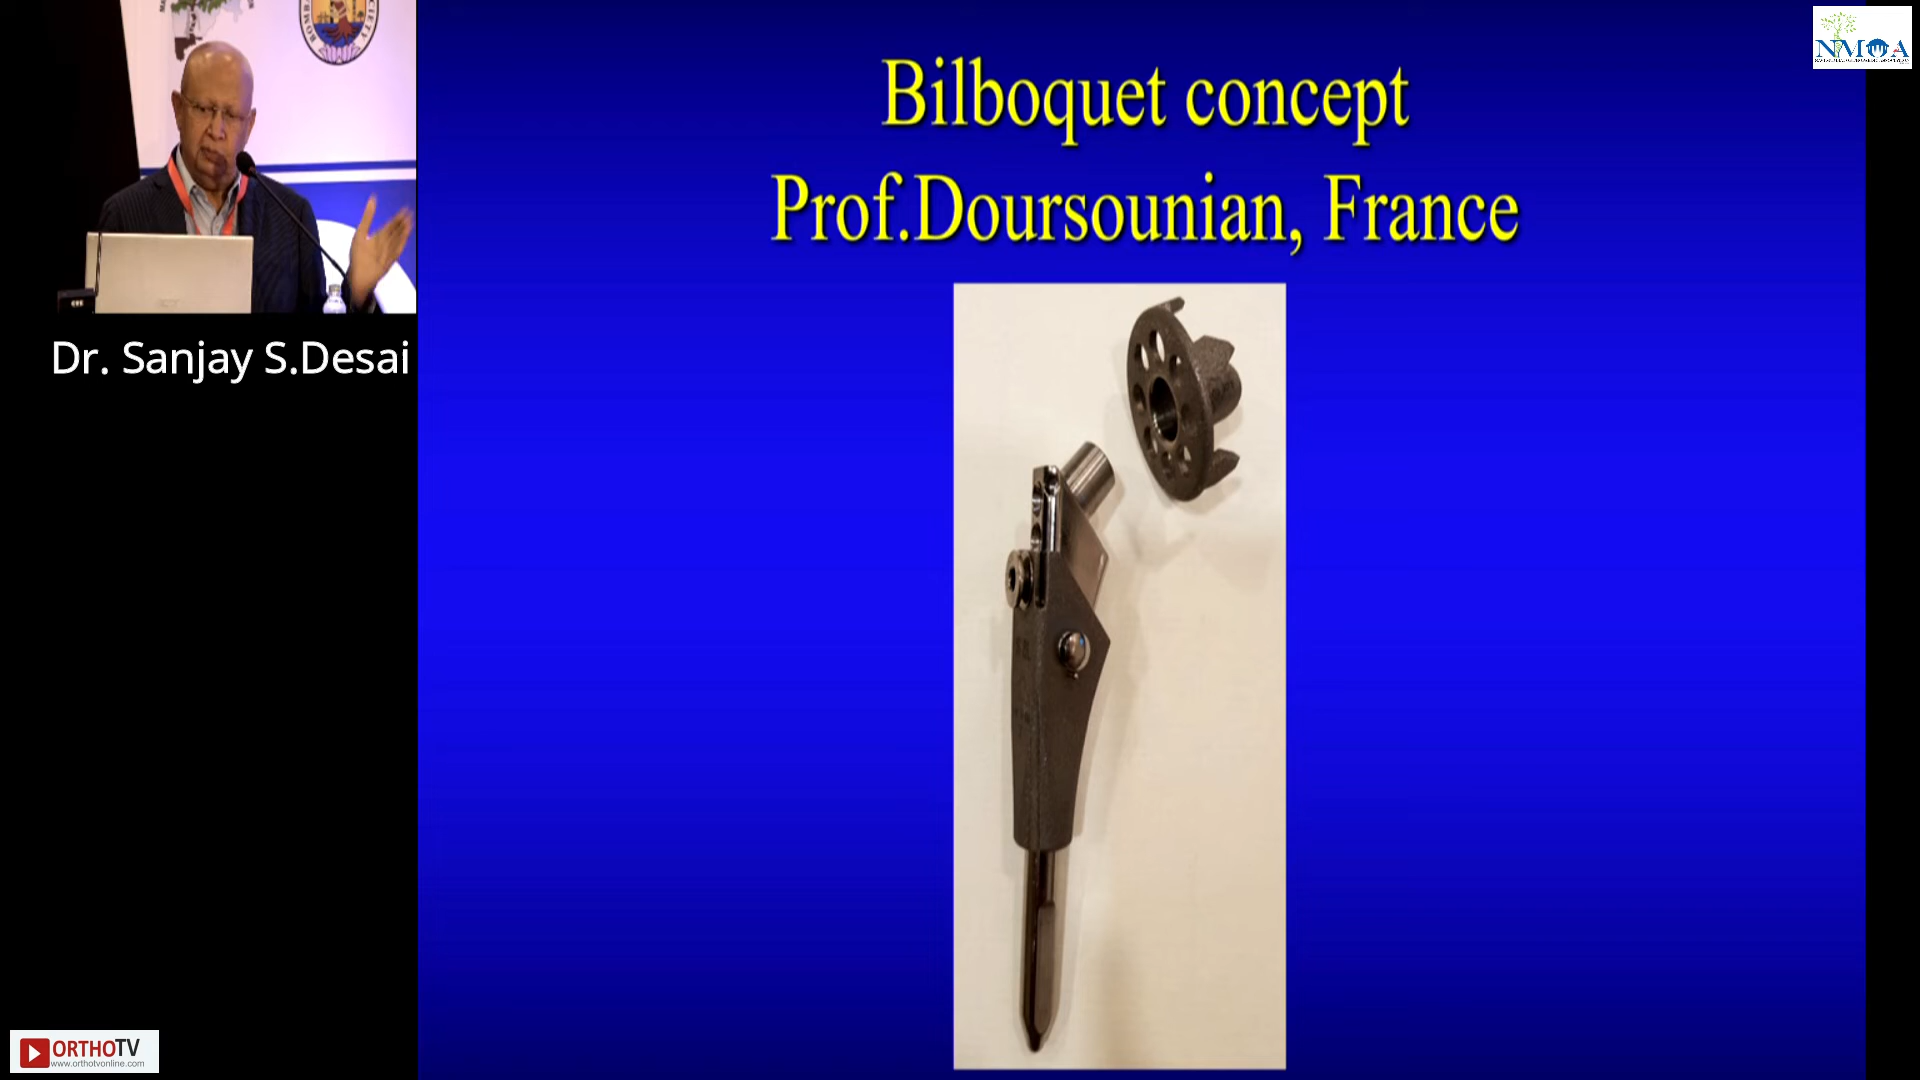 Bilboquet concept
Prof.Doursounian, France
Dr. Sanjay S.Desai
NMOA
ORTHOTV
www.orthotvonline.com